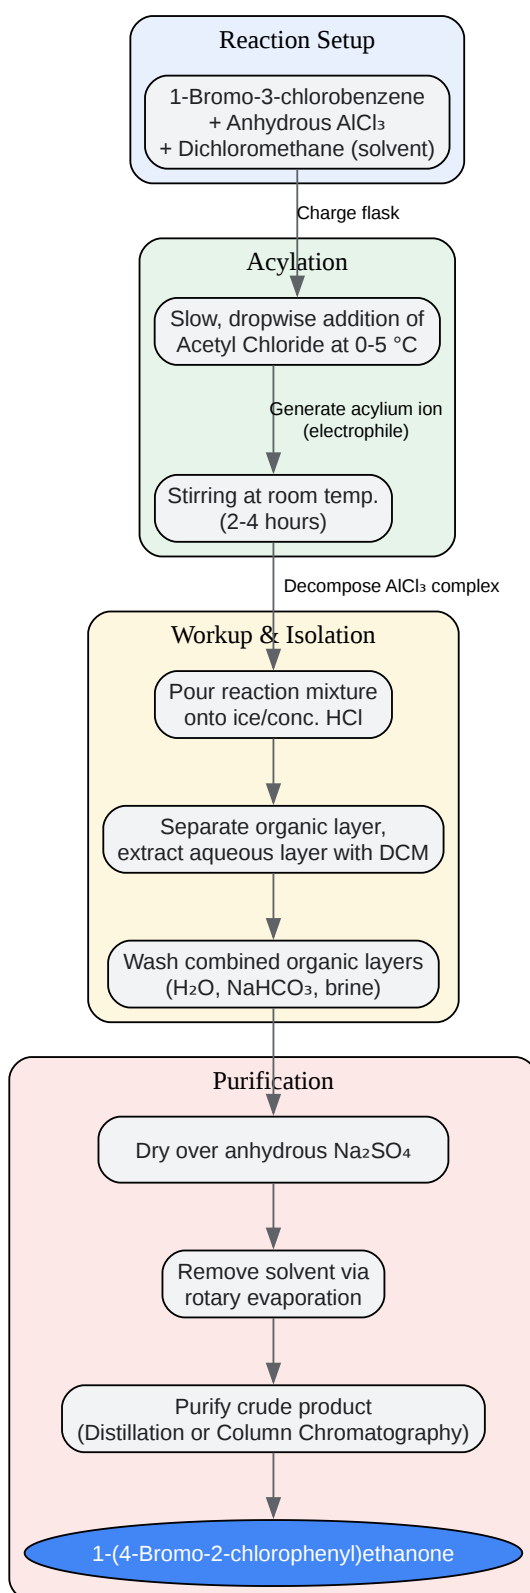 Reaction Setup
1-Bromo-3-chlorobenzene
+ Anhydrous AlCl₃
+ Dichloromethane (solvent)
Charge flask
Acylation
Slow, dropwise addition of
Acetyl Chloride at 0-5 °C
Generate acylium ion
(electrophile)
Stirring at room temp.
(2-4 hours)
Decompose AlCl₃ complex
Workup & Isolation
Pour reaction mixture
onto ice/conc. HCl
Separate organic layer,
extract aqueous layer with DCM
Wash combined organic layers
(H₂O, NaHCO₃, brine)
Purification
Dry over anhydrous Na₂SO₄
Remove solvent via
rotary evaporation
Purify crude product
(Distillation or Column Chromatography)
1-(4-Bromo-2-chlorophenyl)ethanone